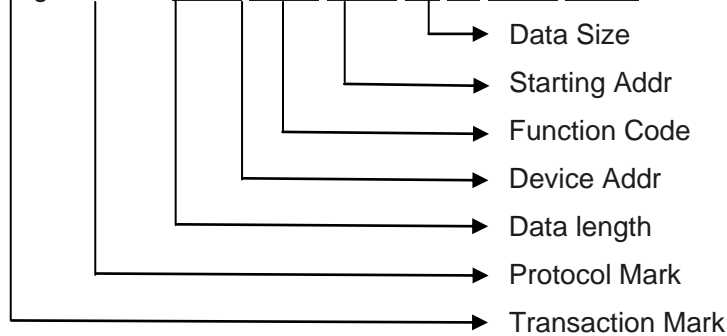 Data Size
Starting Addr
Function Code
Device Addr
Data length
Protocol Mark
Transaction Mark